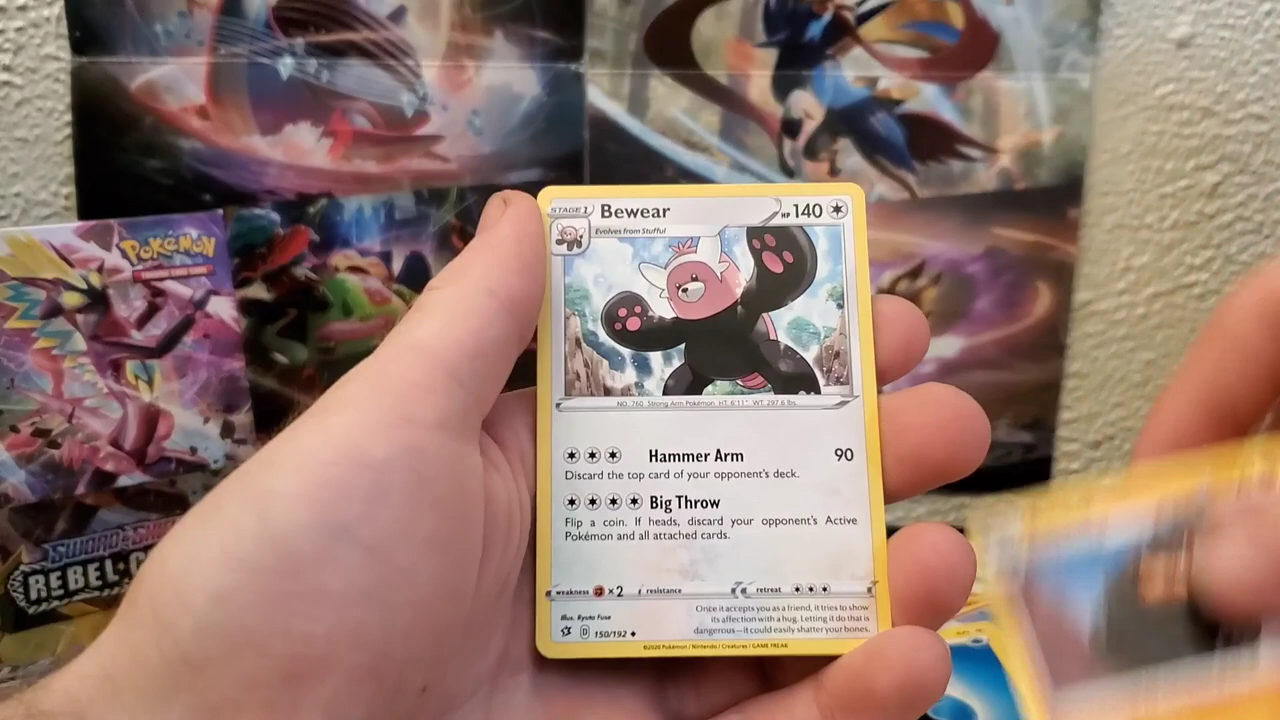 POKÉMON
TRADING CARD GAME
SWORD & SHIELD
REBEL
STAGE 1
Bewear
HP 140
Evolves from Stufful
NO. 760 Strong Arm Pokémon HT: 6'11" WT: 297.6 lbs.
Hammer Arm 90
Discard the top card of your opponent's deck.
Big Throw
Flip a coin. If heads, discard your opponent's Active
Pokémon and all attached cards.
weakness ×2 resistance retreat
Once it accepts you as a friend, it tries to show
its affection with a hug. Letting it do that is
dangerous—it could easily shatter your bones.
Illus. Ryuta Fuse
D 150/192
©2020 Pokémon / Nintendo / Creatures / GAME FREAK